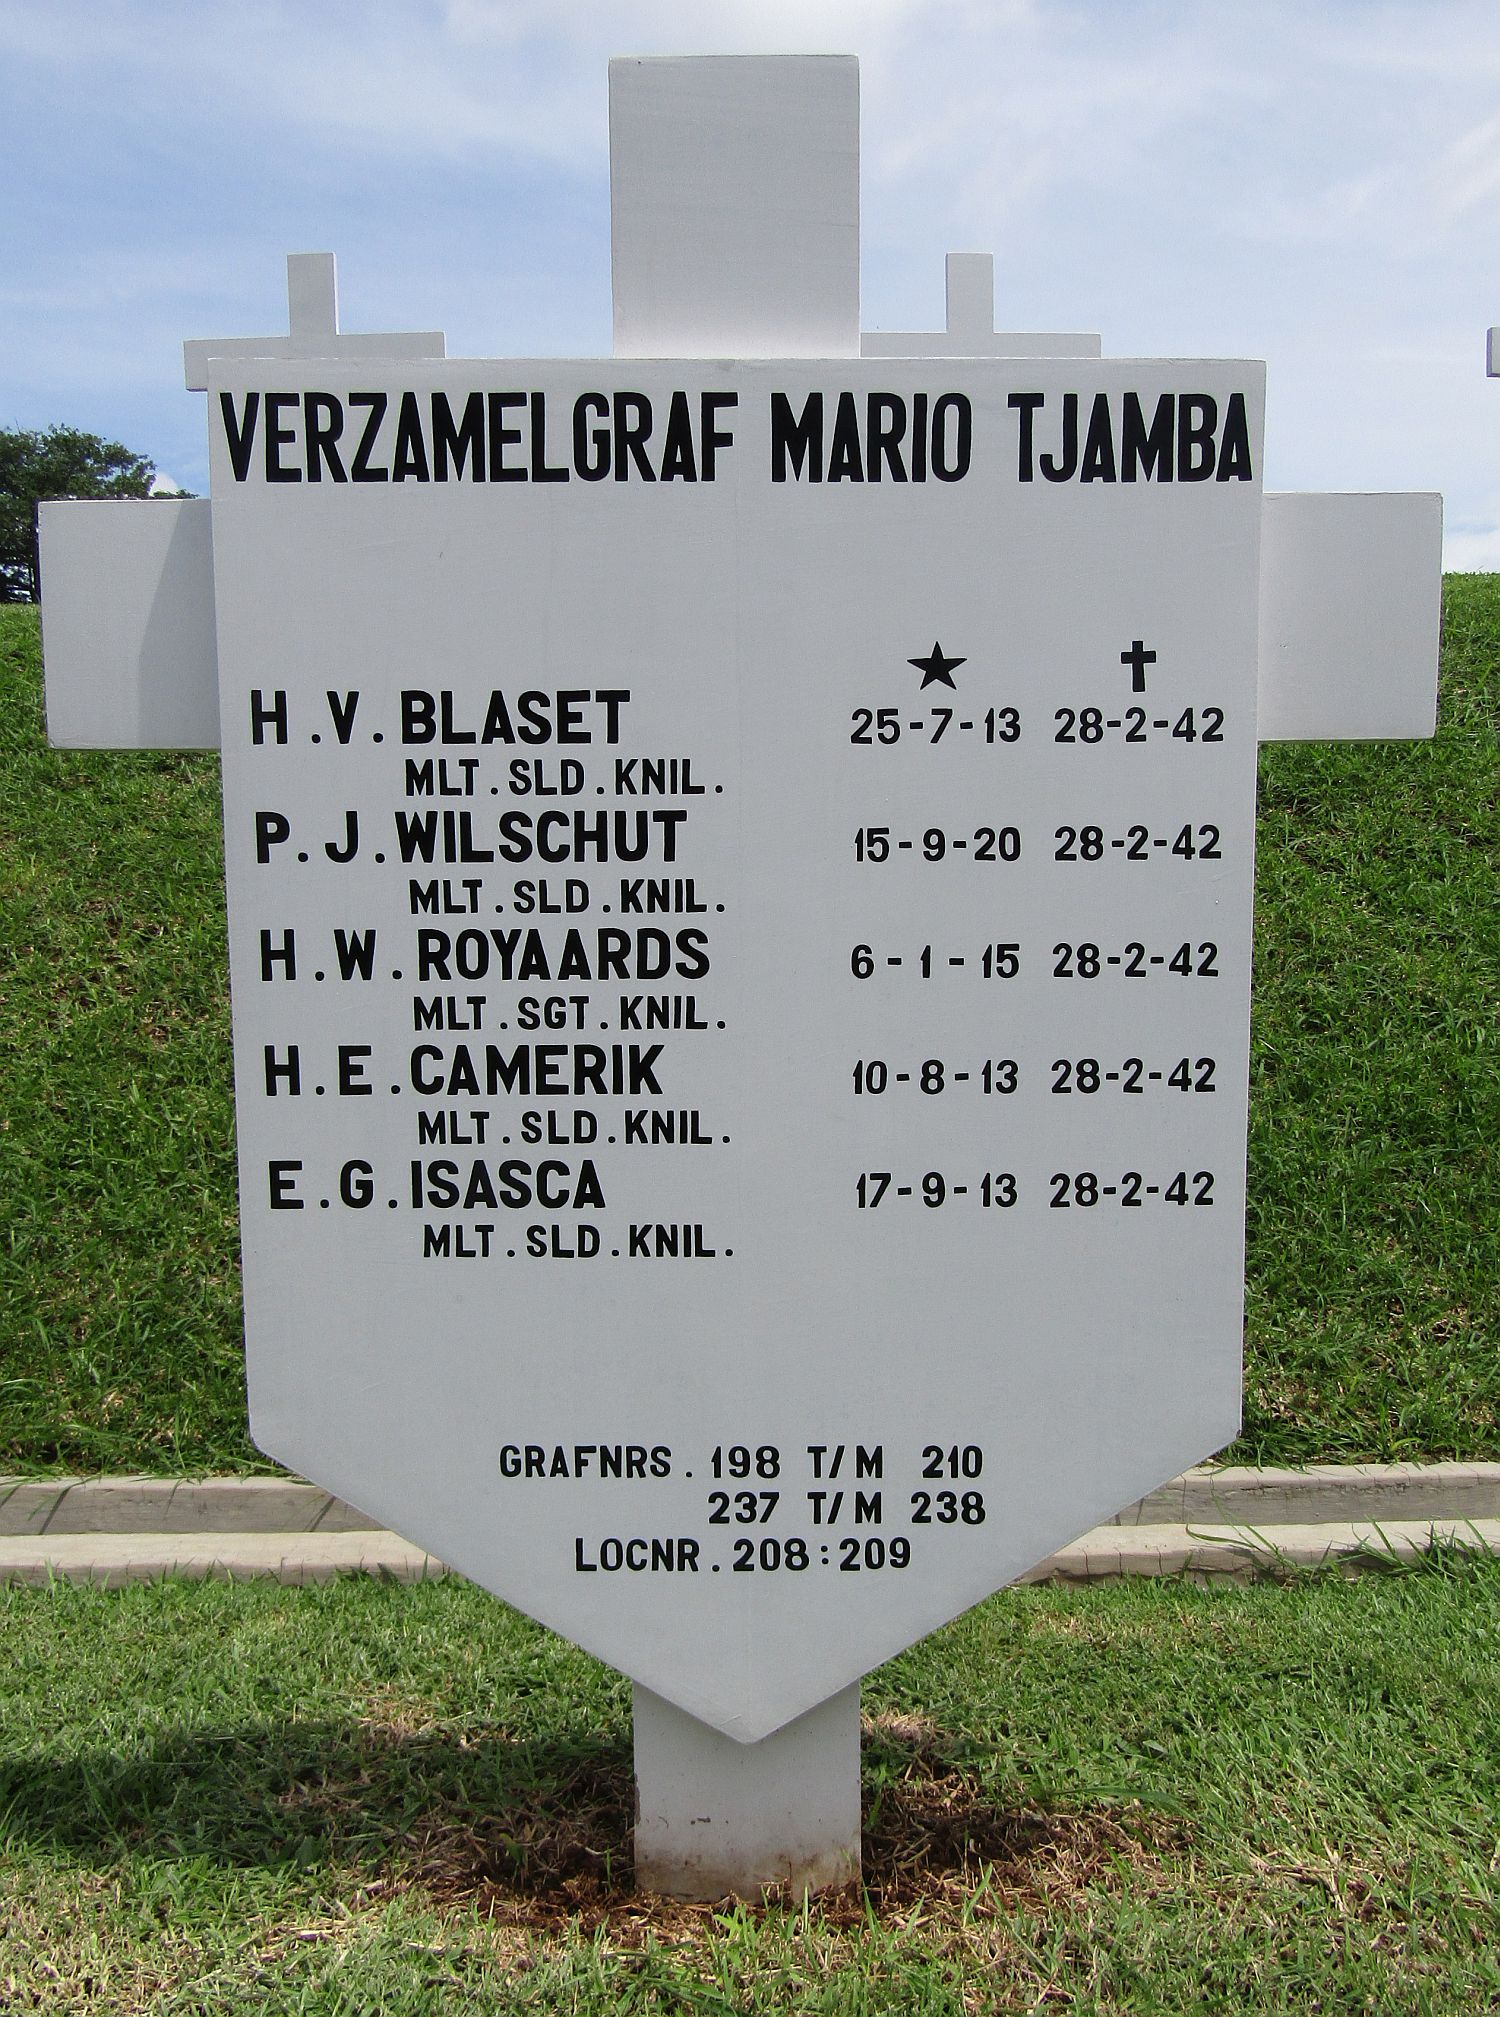 VERZAMELGRAF MARIO TJAMBA
★ ✝
H.V. BLASET 25-7-13 28-2-42
MLT. SLD. KNIL.
P.J. WILSCHUT 15-9-20 28-2-42
MLT. SLD. KNIL.
H.W. ROYAARDS 6-1-15 28-2-42
MLT. SGT. KNIL.
H.E. CAMERIK 10-8-13 28-2-42
MLT. SLD. KNIL.
E.G. ISASCA 17-9-13 28-2-42
MLT. SLD. KNIL.
GRAFNRS. 198 T/M 210
237 T/M 238
LOCNR. 208:209